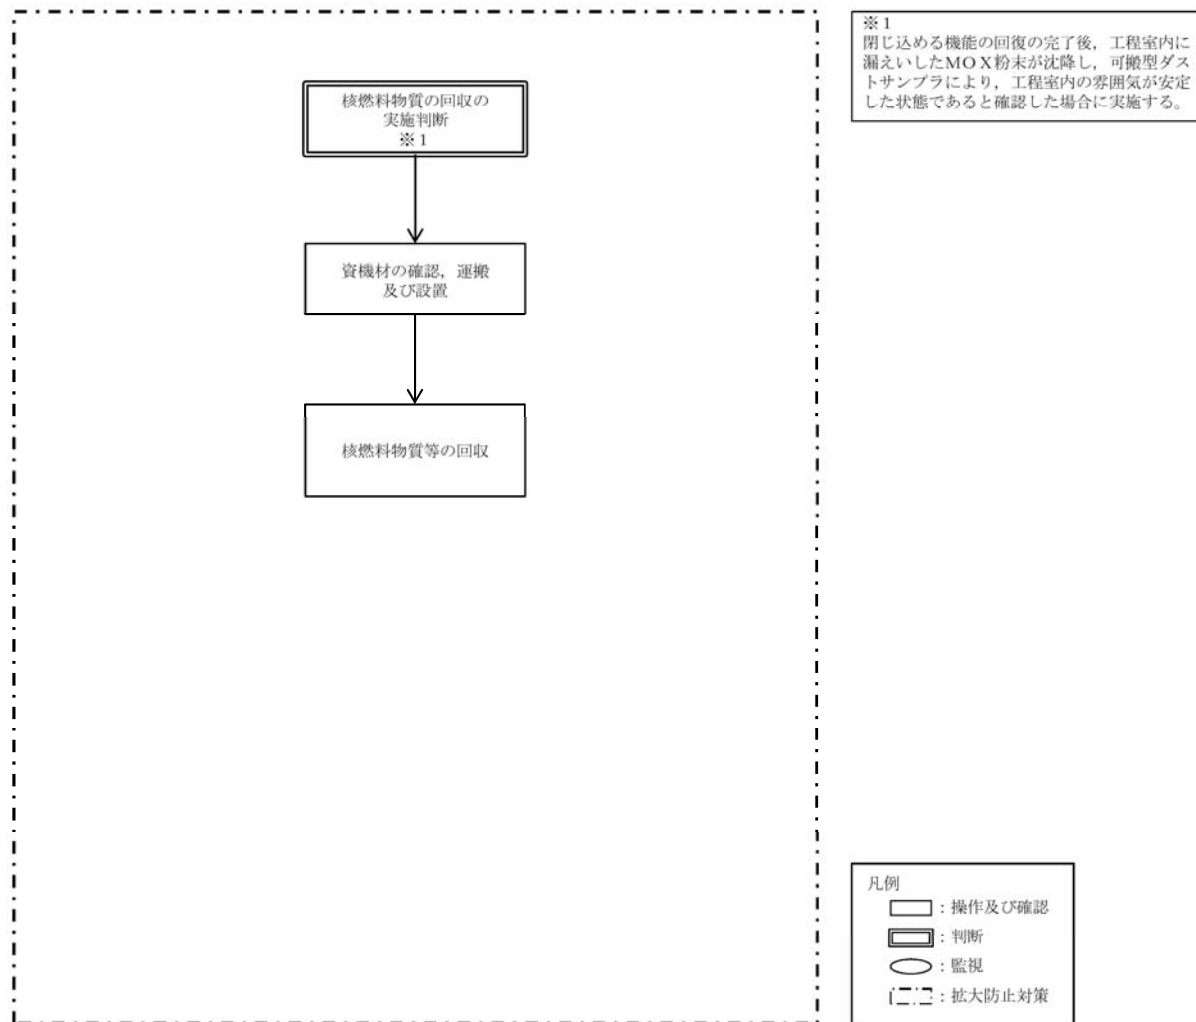 核燃料物質の回収の
実施判断
※1
資機材の確認，運搬
及び設置
核燃料物質等の回収
※1
閉じ込める機能の回復の完了後，工程室内に
漏えいしたMOX粉末が沈降し，可搬型ダス
トサンプラにより，工程室内の雰囲気が安定
した状態であると確認した場合に実施する。
凡例
：操作及び確認
：判断
：監視
：拡大防止対策